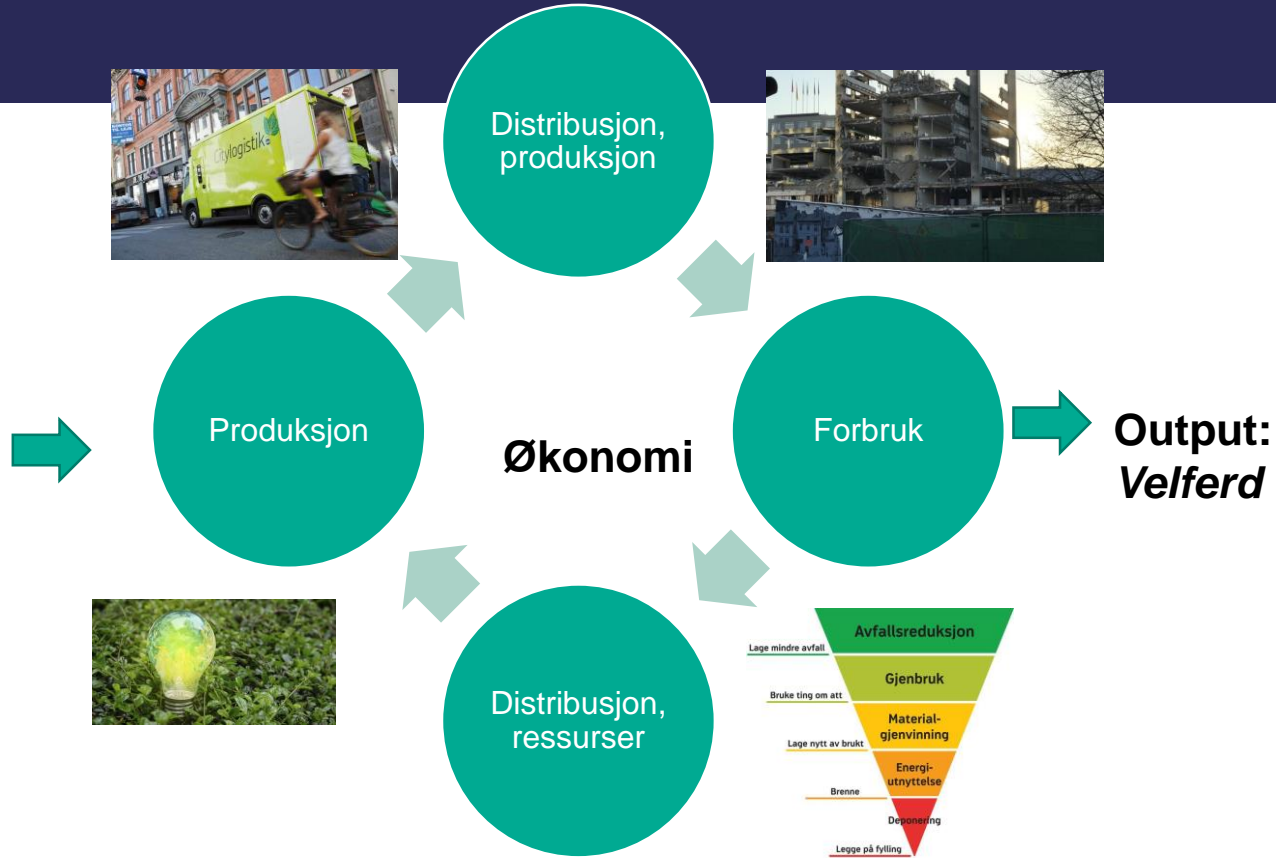 Distribusjon,
produksjon
Citylogistik
Produksjon
Økonomi
Forbruk
Output:
Velferd
Distribusjon,
ressurser
Avfallsreduksjon
Lage mindre avfall
Gjenbruk
Bruke ting om att
Material-
gjenvinning
Lage nytt av brukt
Energi-
utnyttelse
Brenne
Deponering
Legge på fylling